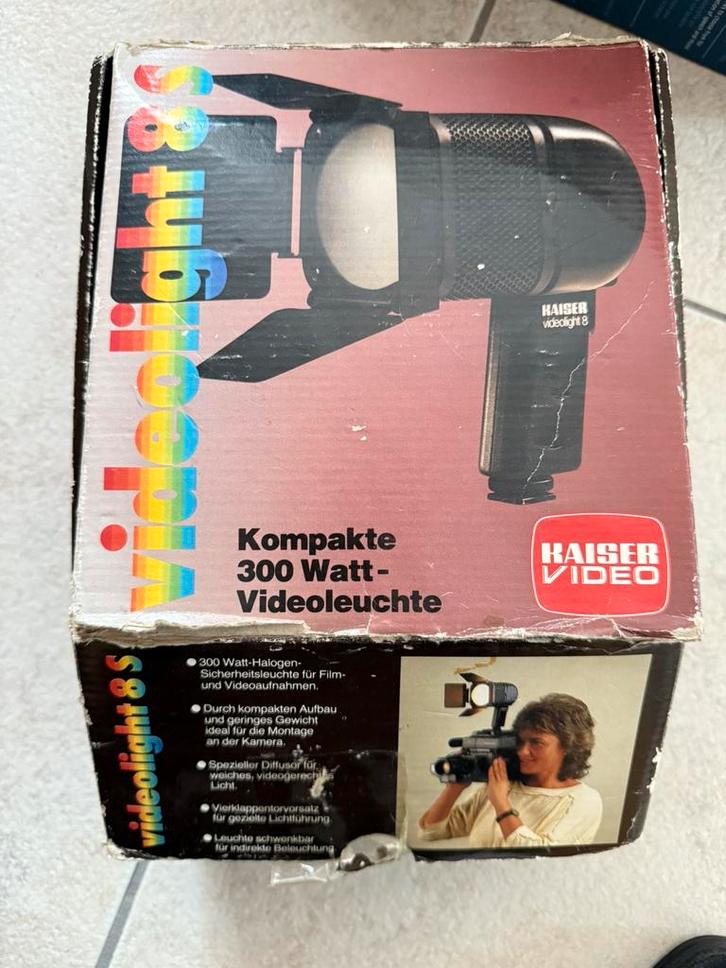 videolight 8 S
KAISER
videolight 8
Kompakte
300 Watt-
Videoleuchte
KAISER
VIDEO
videolight 8 S
300 Watt-Halogen-
Sicherheitsleuchte für Film-
und Videoaufnahmen.
Durch kompakten Aufbau
und geringes Gewicht
ideal für die Montage
an der Kamera.
Spezieller Diffusor für
weiches, videogerechtes
Licht.
Vierklappentorvorsatz
für gezielte Lichtführung.
Leuchte schwenkbar
für indirekte Beleuchtung